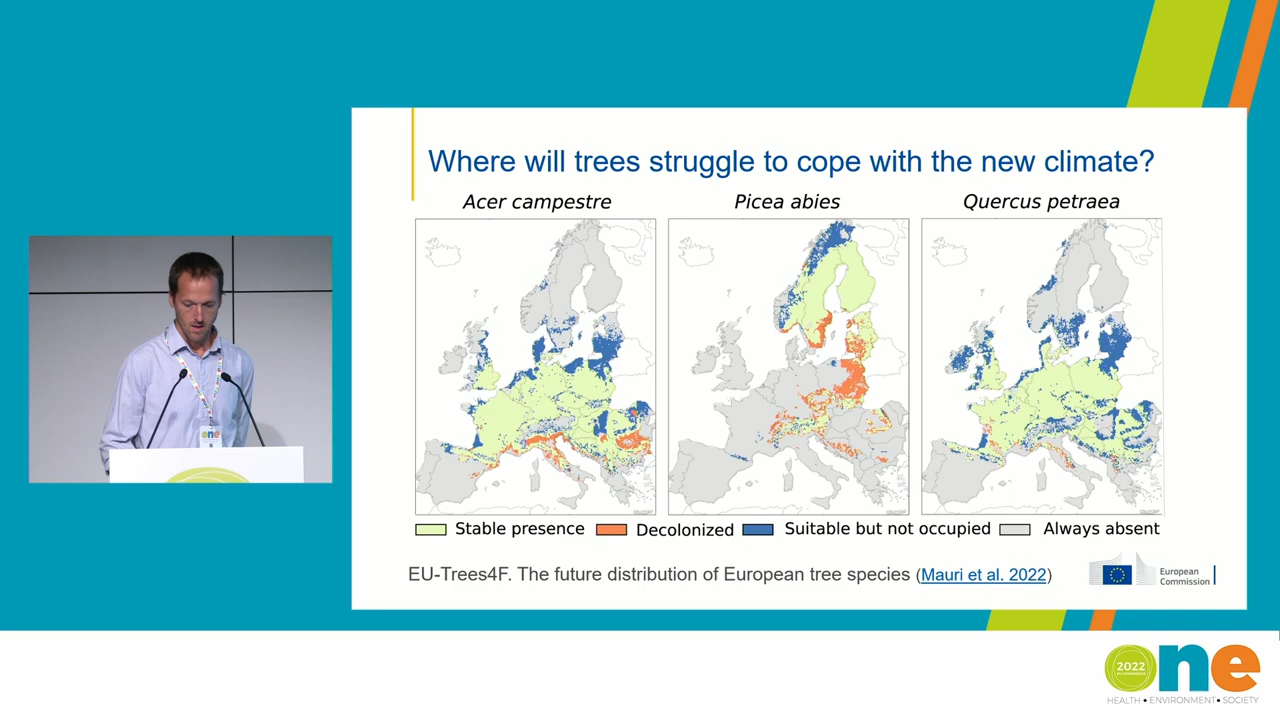 Where will trees struggle to cope with the new climate?
Acer campestre
Picea abies
Quercus petraea
Stable presence
Decolonized
Suitable but not occupied
Always absent
EU-Trees4F. The future distribution of European tree species (Mauri et al. 2022)
European
Commission
one
2022
one
HEALTH • ENVIRONMENT • SOCIETY